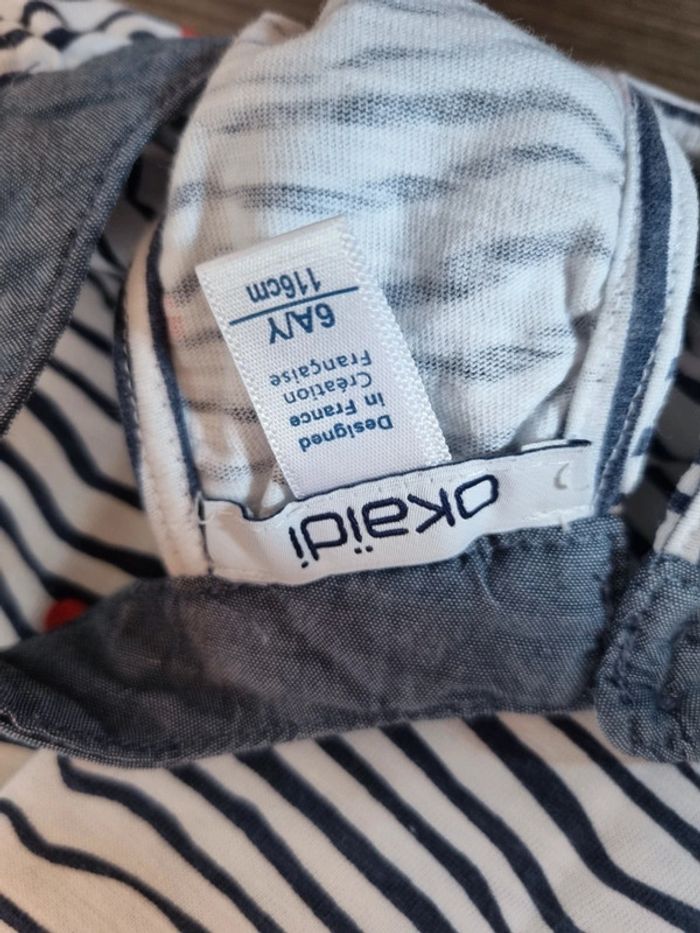 okaïdi
Designed
in France
Création
Française
6A/Y
116cm